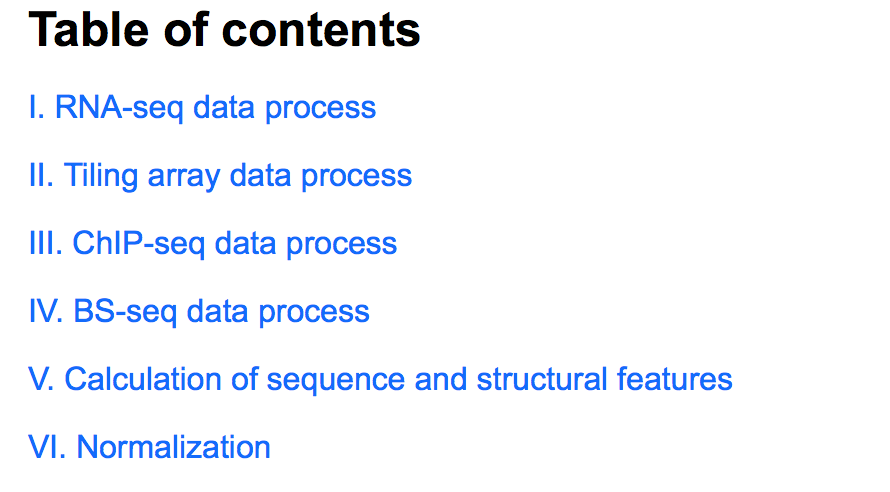 Table of contents
I. RNA-seq data process
II. Tiling array data process
III. ChIP-seq data process
IV. BS-seq data process
V. Calculation of sequence and structural features
VI. Normalization